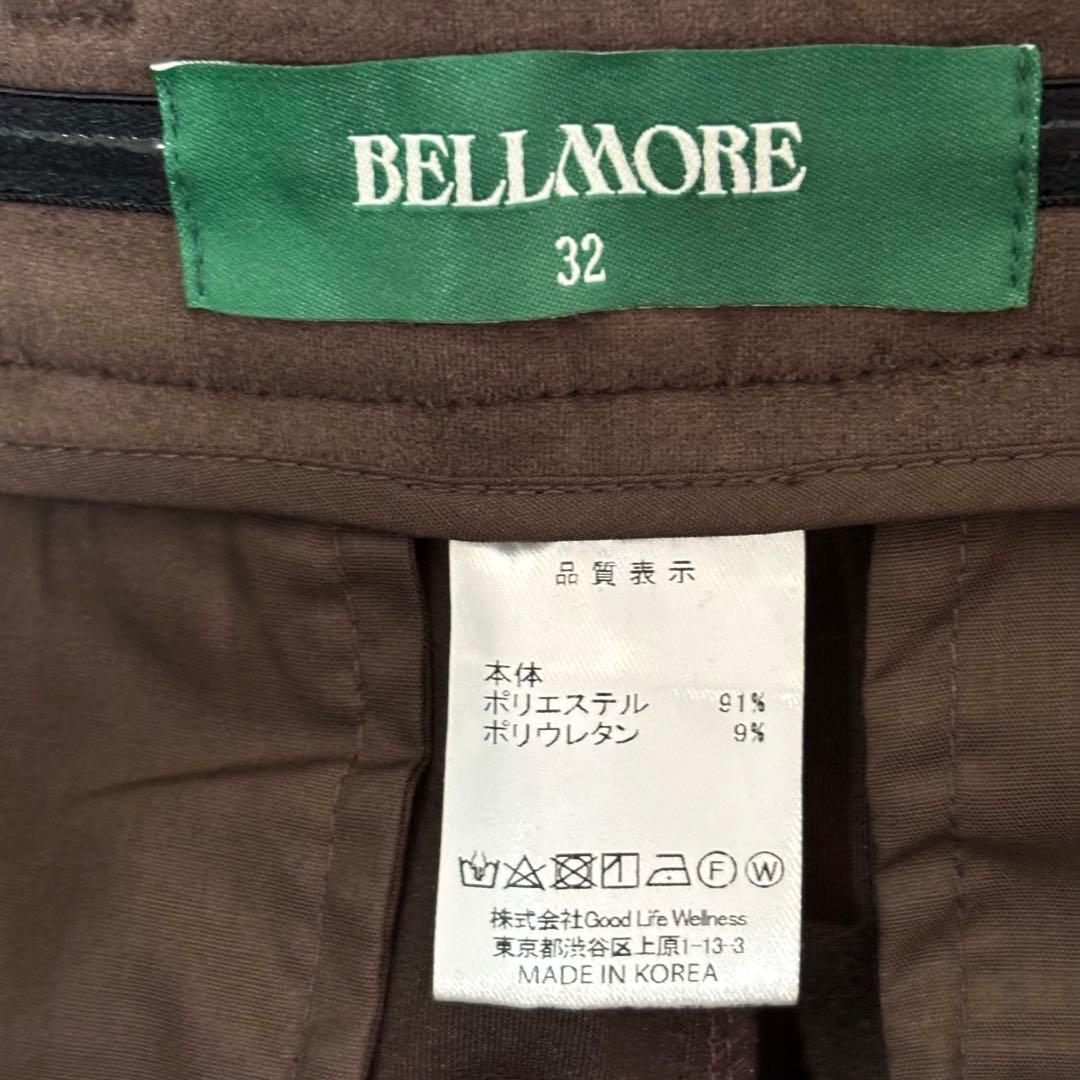 BELLMORE
32
品質表示
本体
ポリエステル 91%
ポリウレタン 9%
F W
株式会社Good Life Wellness
東京都渋谷区上原1-13-3
MADE IN KOREA